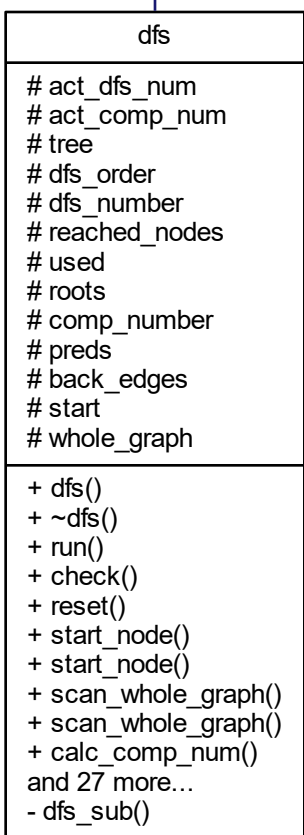 dfs
# act_dfs_num
# act_comp_num
# tree
# dfs_order
# dfs_number
# reached_nodes
# used
# roots
# comp_number
# preds
# back_edges
# start
# whole_graph
+ dfs()
+ ~dfs()
+ run()
+ check()
+ reset()
+ start_node()
+ start_node()
+ scan_whole_graph()
+ scan_whole_graph()
+ calc_comp_num()
and 27 more...
- dfs_sub()